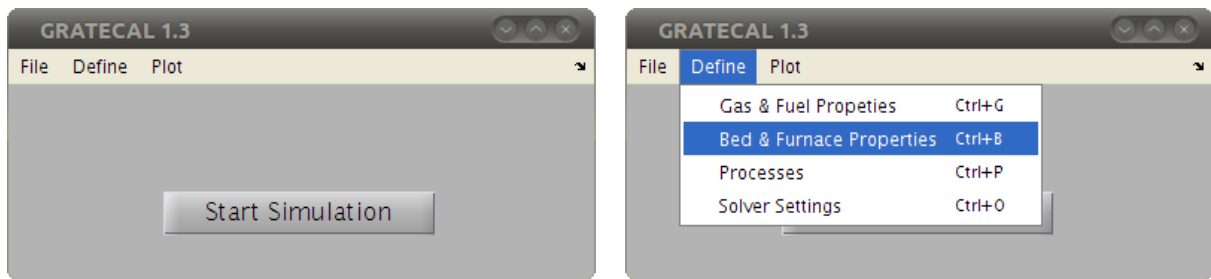 GRATECAL 1.3
File Define Plot
Start Simulation
GRATECAL 1.3
File Define Plot
Gas & Fuel Propeties Ctrl+G
Bed & Furnace Properties Ctrl+B
Processes Ctrl+P
Solver Settings Ctrl+O